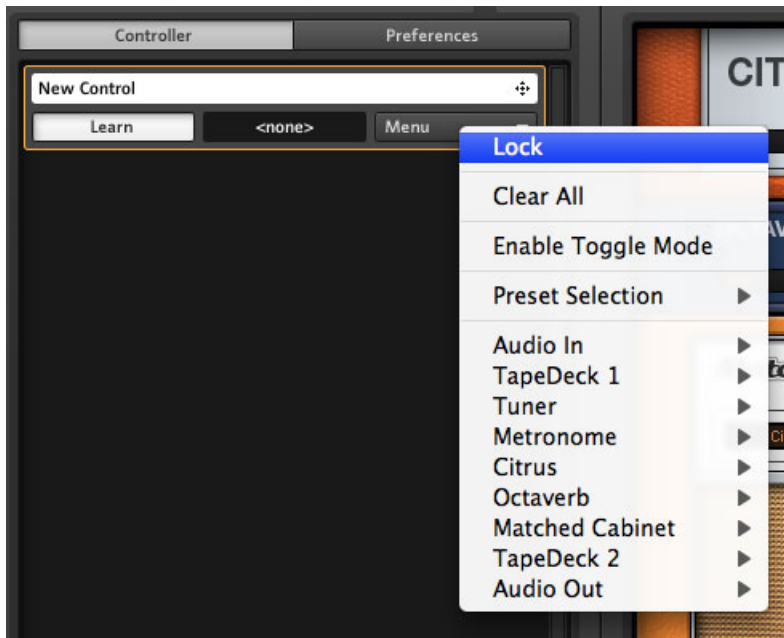 Controller Preferences
CIT
New Control
Learn <none> Menu
Lock
Clear All
Enable Toggle Mode
Preset Selection
Audio In
TapeDeck 1
Tuner
Metronome
Citrus
Octaverb
Matched Cabinet
TapeDeck 2
Audio Out